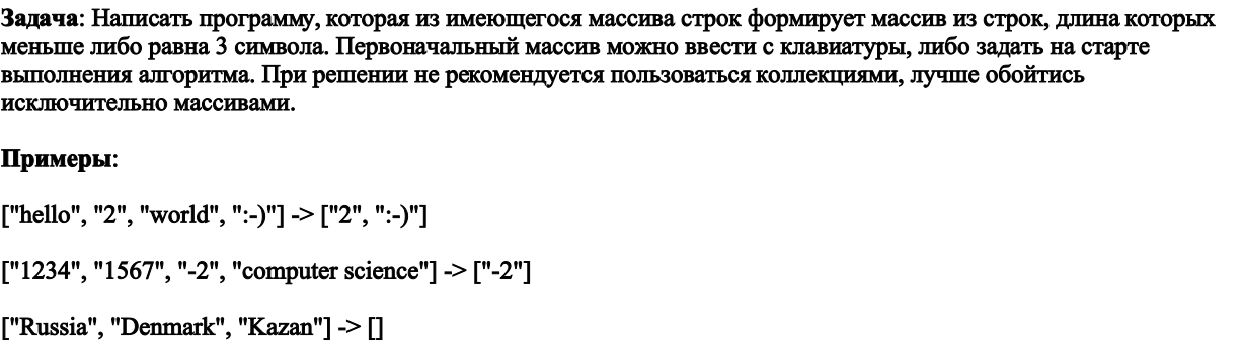 Задача: Написать программу, которая из имеющегося массива строк формирует массив из строк, длина которых
меньше либо равна 3 символа. Первоначальный массив можно ввести с клавиатуры, либо задать на старте
выполнения алгоритма. При решении не рекомендуется пользоваться коллекциями, лучше обойтись
исключительно массивами.
Примеры:
["hello", "2", "world", ":-)"] -> ["2", ":-)"]
["1234", "1567", "-2", "computer science"] -> ["-2"]
["Russia", "Denmark", "Kazan"] -> []